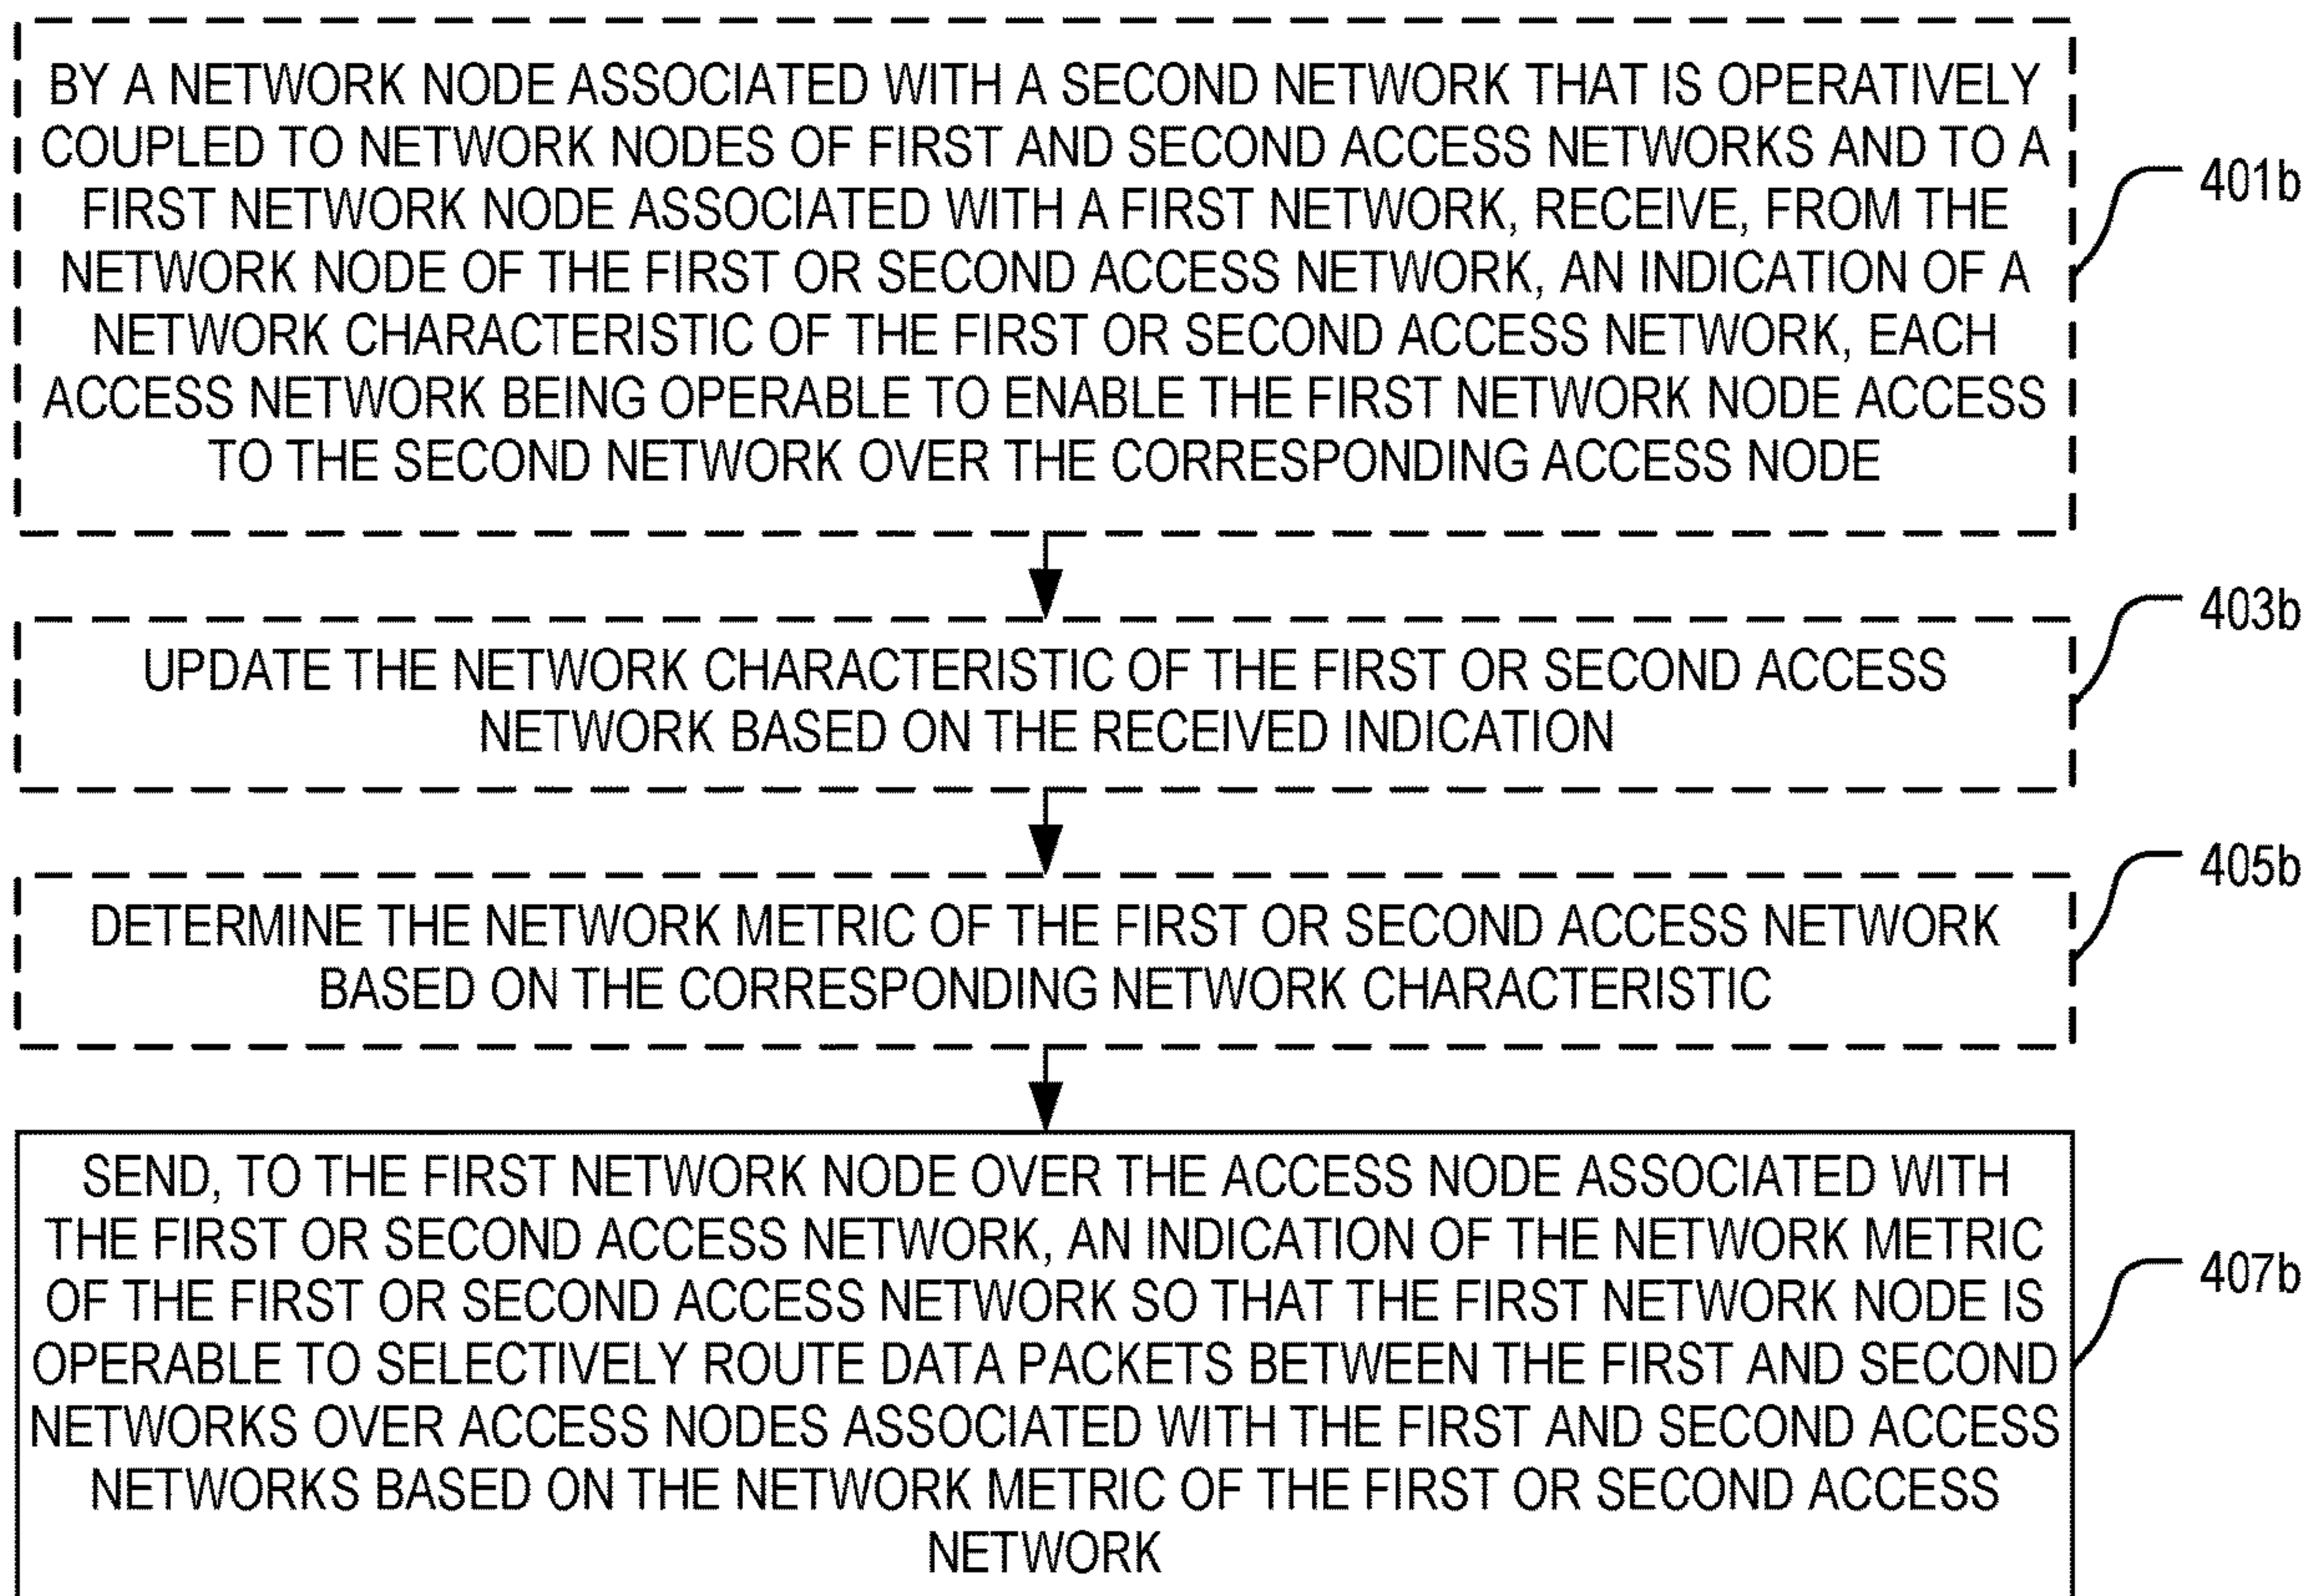 BY A NETWORK NODE ASSOCIATED WITH A SECOND NETWORK THAT IS OPERATIVELY
COUPLED TO NETWORK NODES OF FIRST AND SECOND ACCESS NETWORKS AND TO A
FIRST NETWORK NODE ASSOCIATED WITH A FIRST NETWORK, RECEIVE, FROM THE
NETWORK NODE OF THE FIRST OR SECOND ACCESS NETWORK, AN INDICATION OF A
NETWORK CHARACTERISTIC OF THE FIRST OR SECOND ACCESS NETWORK, EACH
ACCESS NETWORK BEING OPERABLE TO ENABLE THE FIRST NETWORK NODE ACCESS
TO THE SECOND NETWORK OVER THE CORRESPONDING ACCESS NODE
401b
UPDATE THE NETWORK CHARACTERISTIC OF THE FIRST OR SECOND ACCESS
NETWORK BASED ON THE RECEIVED INDICATION
403b
DETERMINE THE NETWORK METRIC OF THE FIRST OR SECOND ACCESS NETWORK
BASED ON THE CORRESPONDING NETWORK CHARACTERISTIC
405b
SEND, TO THE FIRST NETWORK NODE OVER THE ACCESS NODE ASSOCIATED WITH
THE FIRST OR SECOND ACCESS NETWORK, AN INDICATION OF THE NETWORK METRIC
OF THE FIRST OR SECOND ACCESS NETWORK SO THAT THE FIRST NETWORK NODE IS
OPERABLE TO SELECTIVELY ROUTE DATA PACKETS BETWEEN THE FIRST AND SECOND
NETWORKS OVER ACCESS NODES ASSOCIATED WITH THE FIRST AND SECOND ACCESS
NETWORKS BASED ON THE NETWORK METRIC OF THE FIRST OR SECOND ACCESS
NETWORK
407b